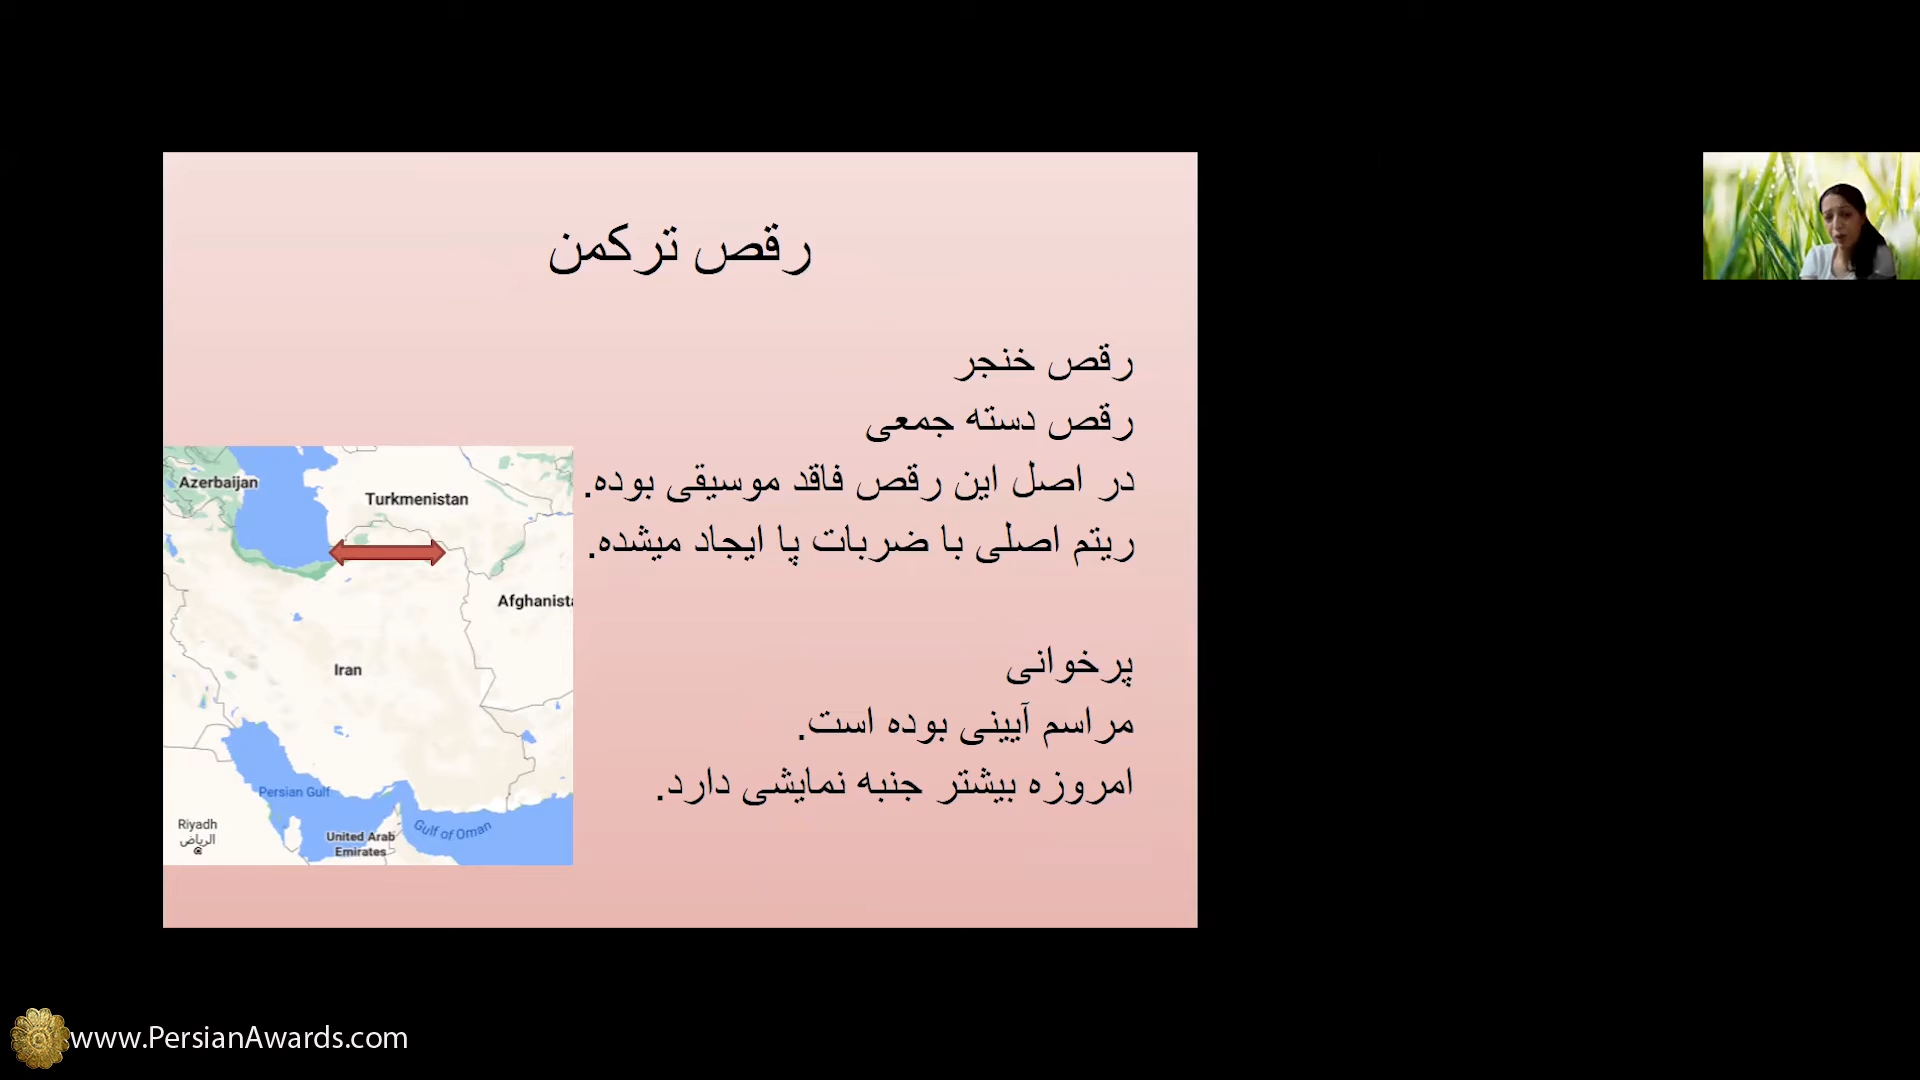 رقص ترکمن
رقص خنجر
رقص دسته جمعی
در اصل این رقص فاقد موسیقی بوده.
ریتم اصلی با ضربات پا ایجاد میشده.
پرخوانی
مراسم آیینی بوده است.
امروزه بیشتر جنبه نمایشی دارد.
Azerbaijan
Turkmenistan
Afghanista
Iran
Persian Gulf
Riyadh
الرياض
United Arab
Emirates
Gulf of Oman
www.PersianAwards.com